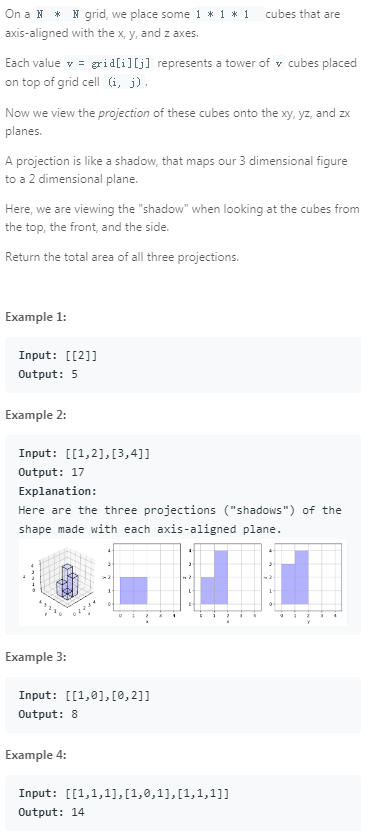 On a N * N grid, we place some 1 * 1 * 1 cubes that are
axis-aligned with the x, y, and z axes.
Each value v = grid[i][j] represents a tower of v cubes placed
on top of grid cell (i, j).
Now we view the projection of these cubes onto the xy, yz, and zx
planes.
A projection is like a shadow, that maps our 3 dimensional figure
to a 2 dimensional plane.
Here, we are viewing the "shadow" when looking at the cubes from
the top, the front, and the side.
Return the total area of all three projections.
Example 1:
Input: [[2]]
Output: 5
Example 2:
Input: [[1,2],[3,4]]
Output: 17
Explanation:
Here are the three projections ("shadows") of the
shape made with each axis-aligned plane.
Example 3:
Input: [[1,0],[0,2]]
Output: 8
Example 4:
Input: [[1,1,1],[1,0,1],[1,1,1]]
Output: 14